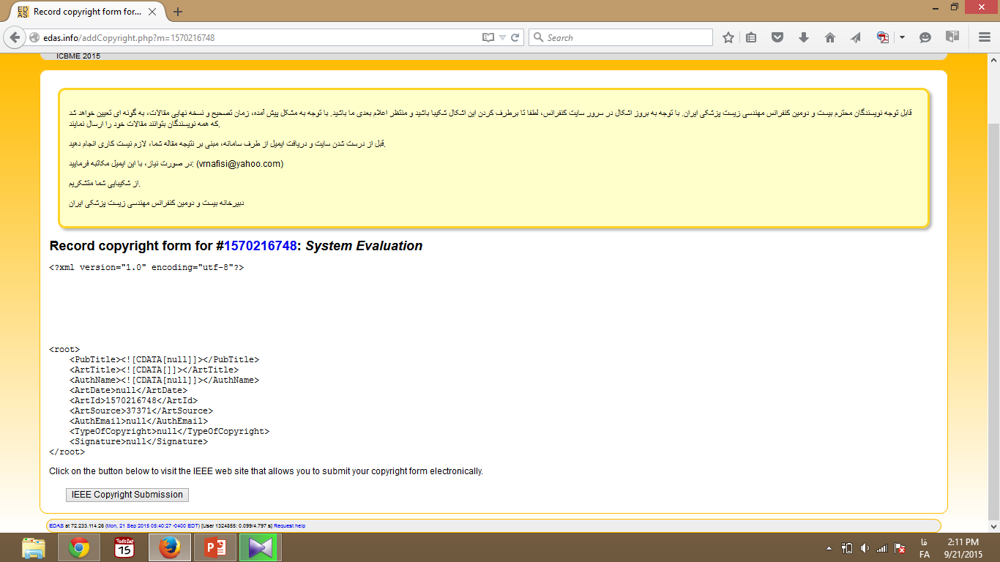 Record copyright form for...
edas.info/addCopyright.php?m=1570216748
Search
ICBME 2015
قابل توجه نویسندگان محترم بیست و دومین کنفرانس مهندسی زیست پزشکی ایران. با توجه به بروز اشکال در سرور سایت کنفرانس، لطفا تا برطرف کردن این اشکال شکیبا باشید و منتظر اعلام بعدی ما باشید. با توجه به مشکل پیش آمده، زمان تصحیح و نسخه نهایی مقالات، به گونه ای تعیین خواهد شد
که همه نویسندگان بتوانند مقالات خود را ارسال نمایند.
قبل از درست شدن سایت و دریافت ایمیل از طرف سامانه، مبنی بر نتیجه مقاله شما، لازم نیست کاری انجام دهید.
در صورت نیاز، با این ایمیل مکاتبه فرمایید: (vrnafisi@yahoo.com)
از شکیبایی شما متشکریم.
دبیرخانه بیست و دومین کنفرانس مهندسی زیست پزشکی ایران
Record copyright form for #1570216748: System Evaluation
<?xml version="1.0" encoding="utf-8"?>
<root>
<PubTitle><![CDATA[null]]></PubTitle>
<ArtTitle><![CDATA[]]></ArtTitle>
<AuthName><![CDATA[null]]></AuthName>
<ArtDate>null</ArtDate>
<ArtId>1570216748</ArtId>
<ArtSource>37371</ArtSource>
<AuthEmail>null</AuthEmail>
<TypeOfCopyright>null</TypeOfCopyright>
<Signature>null</Signature>
</root>
Click on the button below to visit the IEEE web site that allows you to submit your copyright form electronically.
IEEE Copyright Submission
EDAS at 72.233.114.26 (Mon, 21 Sep 2015 05:40:27 -0400 EDT) [User 1324855: 0.099/4.797 s] Request help
TUESDAY
15
فا
FA
2:11 PM
9/21/2015